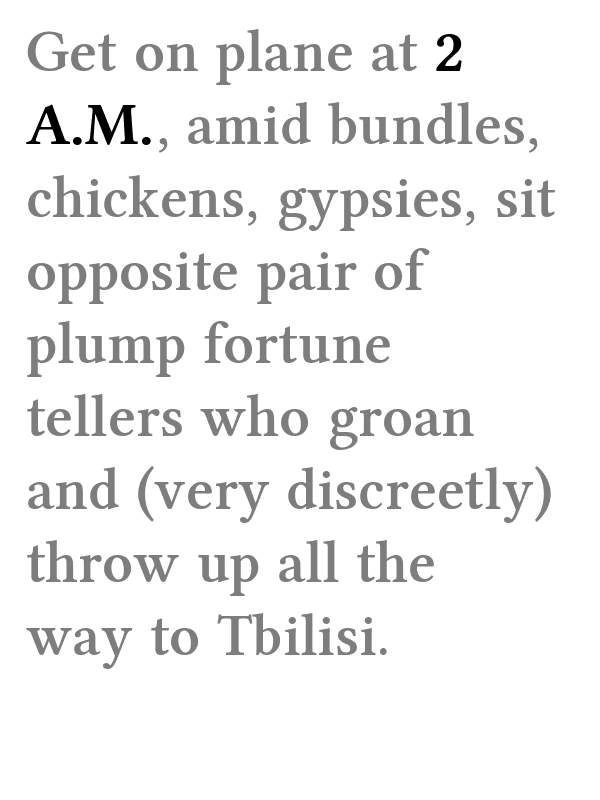 Get on plane at 2
A.M., amid bundles,
chickens, gypsies, sit
opposite pair of
plump fortune
tellers who groan
and (very discreetly)
throw up all the
way to Tbilisi.